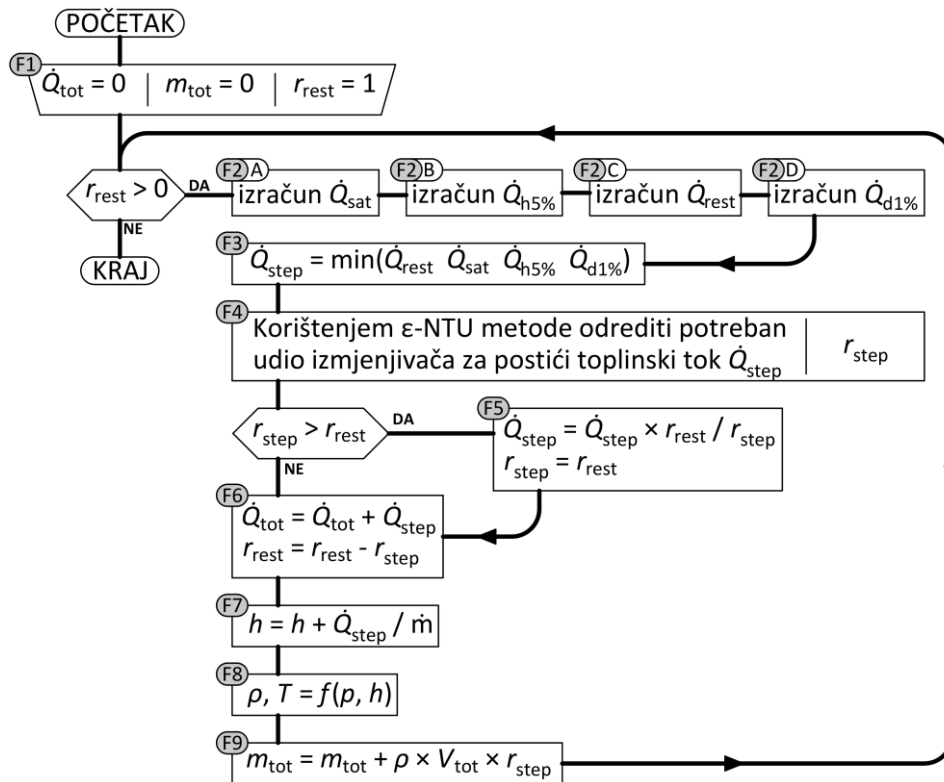 POČETAK
F1
Q̇tot = 0 | mtot = 0 | rrest = 1
rrest > 0
DA
NE
KRAJ
F2 A
izračun Q̇sat
F2 B
izračun Q̇h5%
F2 C
izračun Q̇rest
F2 D
izračun Q̇d1%
F3
Q̇step = min(Q̇rest Q̇sat Q̇h5% Q̇d1%)
F4
Korištenjem ε-NTU metode odrediti potreban
udio izmjenjivača za postići toplinski tok Q̇step
rstep
rstep > rrest
DA
NE
F5
Q̇step = Q̇step × rrest / rstep
rstep = rrest
F6
Q̇tot = Q̇tot + Q̇step
rrest = rrest - rstep
F7
h = h + Q̇step / ṁ
F8
ρ, T = f(p, h)
F9
mtot = mtot + ρ × Vtot × rstep